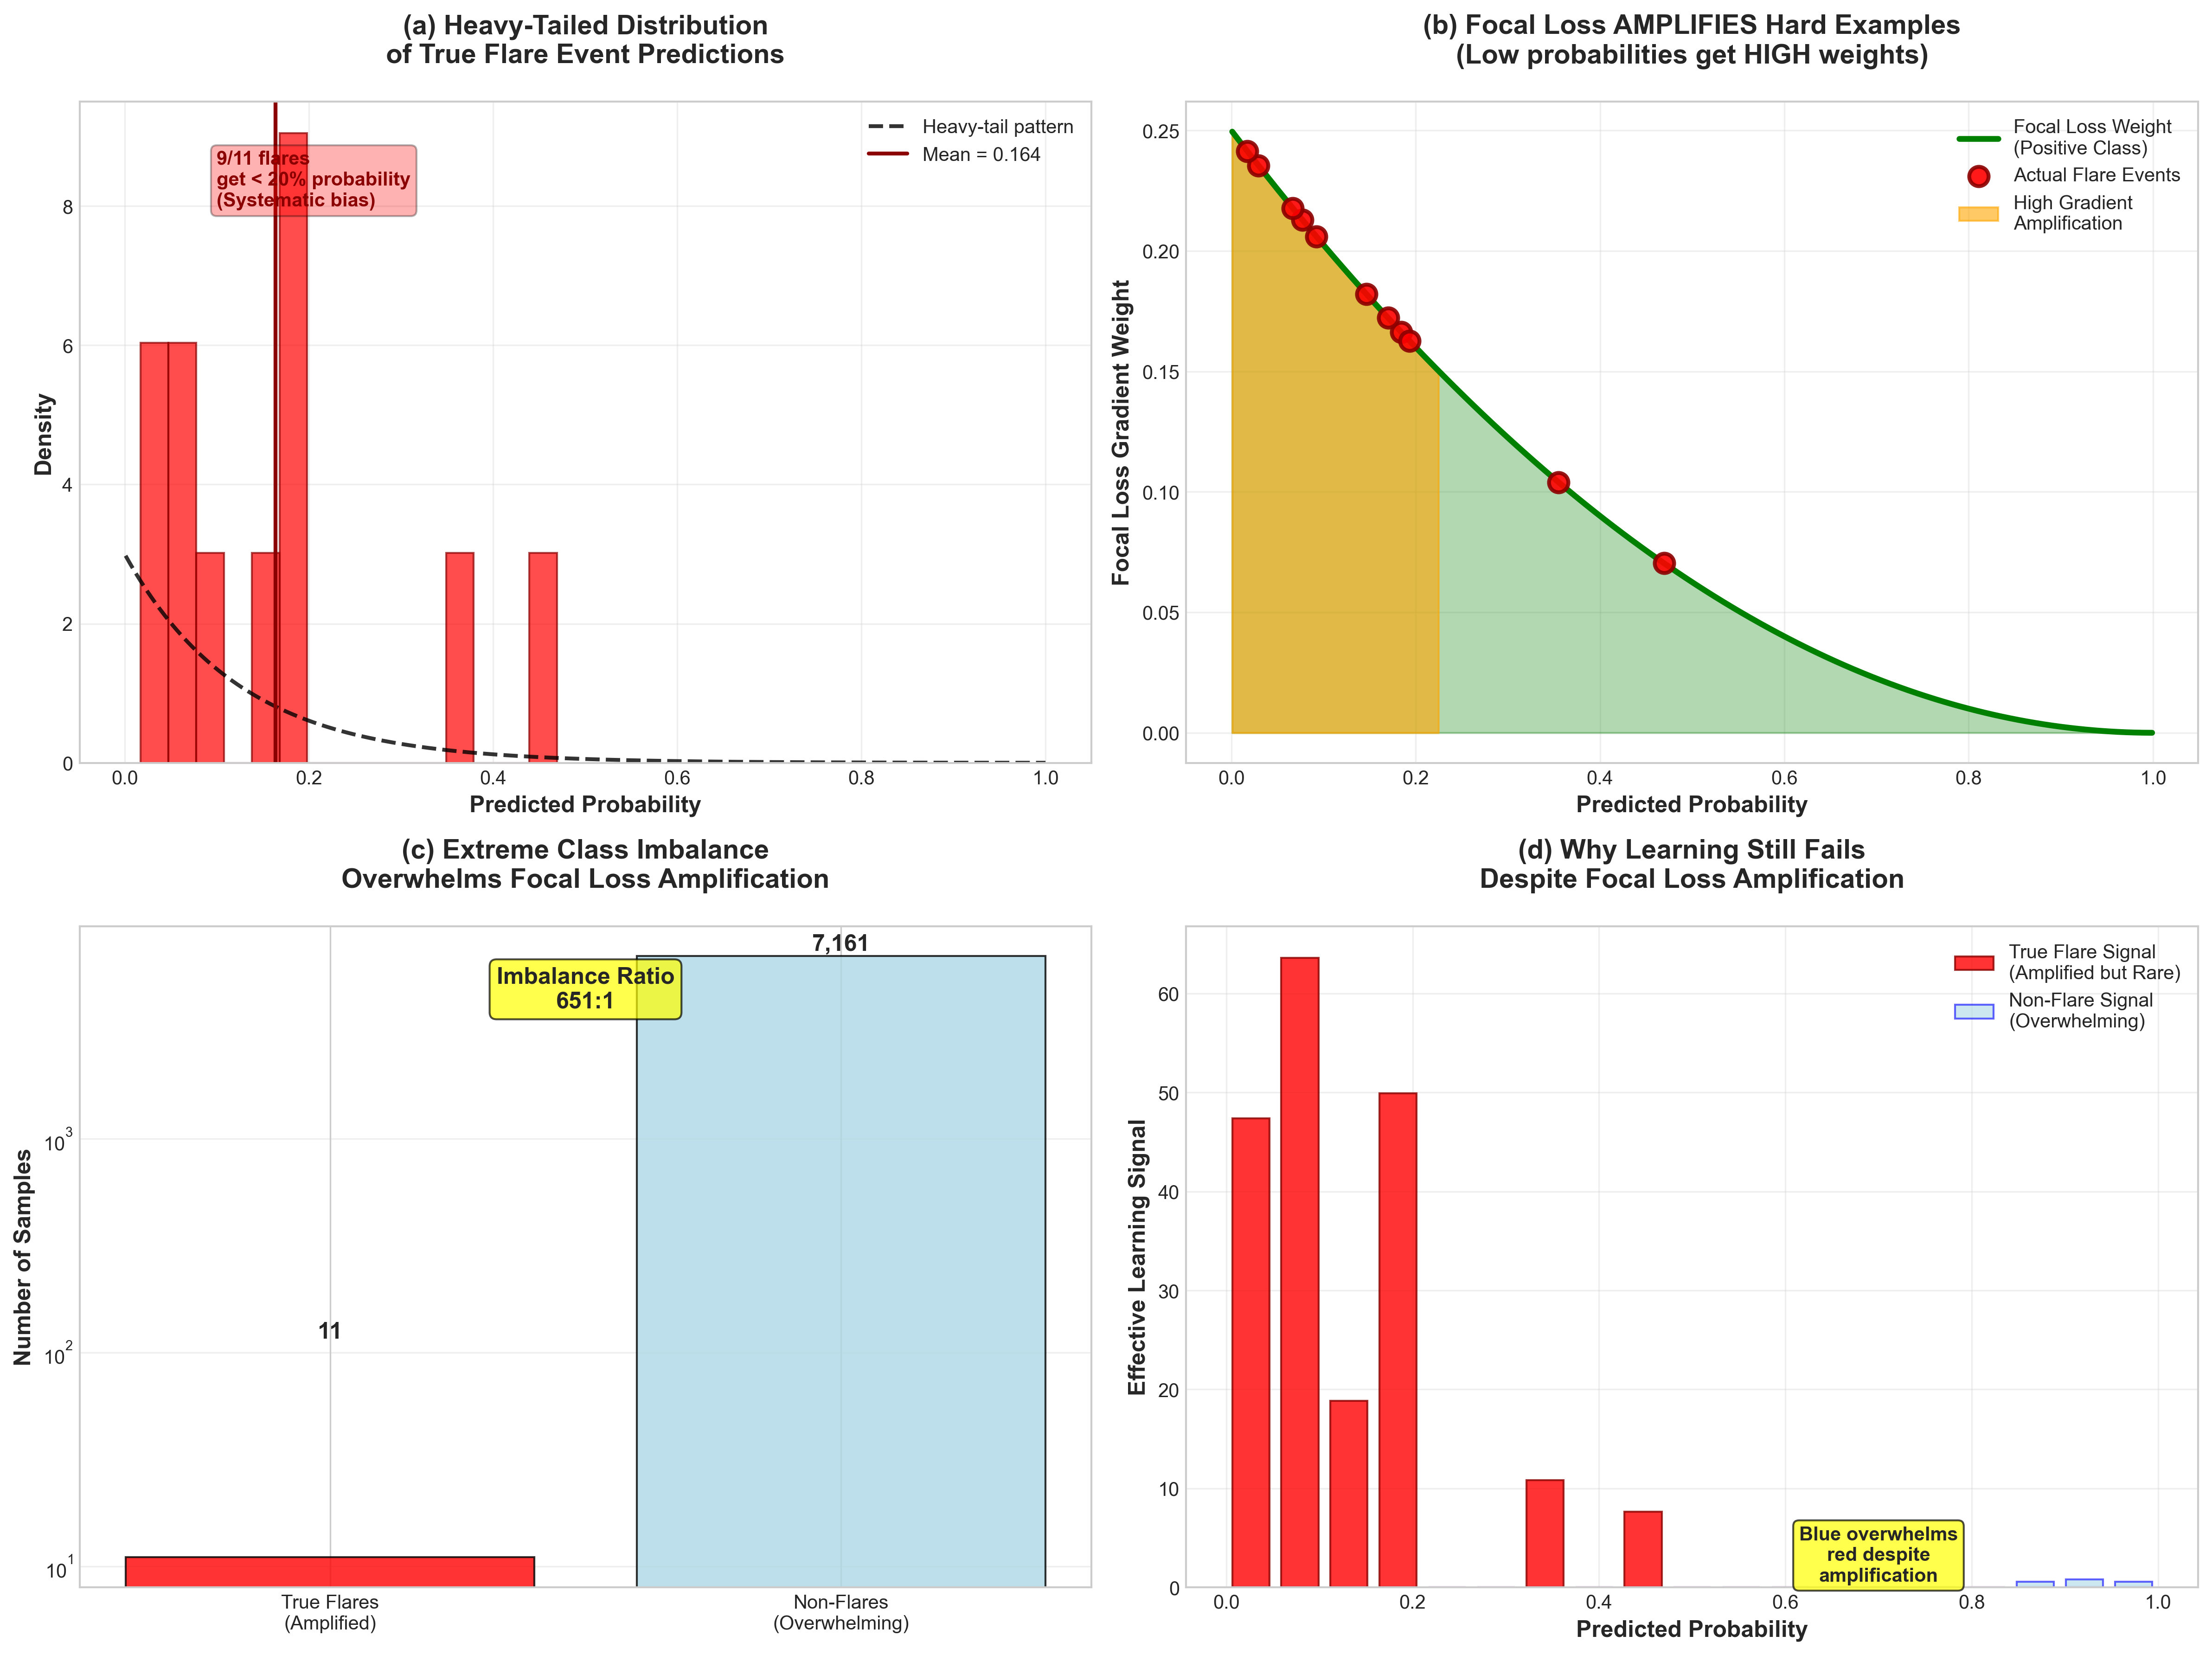 (a) Heavy-Tailed Distribution
of True Flare Event Predictions
Heavy-tail pattern
Mean = 0.164
9/11 flares
get < 20% probability
(Systematic bias)
Density
0
2
4
6
8
0.0
0.2
0.4
0.6
0.8
1.0
Predicted Probability
(b) Focal Loss AMPLIFIES Hard Examples
(Low probabilities get HIGH weights)
Focal Loss Weight
(Positive Class)
Actual Flare Events
High Gradient
Amplification
Focal Loss Gradient Weight
0.25
0.20
0.15
0.10
0.05
0.00
0.0
0.2
0.4
0.6
0.8
1.0
Predicted Probability
(c) Extreme Class Imbalance
Overwhelms Focal Loss Amplification
7,161
Imbalance Ratio
651:1
11
Number of Samples
10^3
10^2
10^1
True Flares
(Amplified)
Non-Flares
(Overwhelming)
(d) Why Learning Still Fails
Despite Focal Loss Amplification
True Flare Signal
(Amplified but Rare)
Non-Flare Signal
(Overwhelming)
Effective Learning Signal
60
50
40
30
20
10
0
Blue overwhelms
red despite
amplification
0.0
0.2
0.4
0.6
0.8
1.0
Predicted Probability